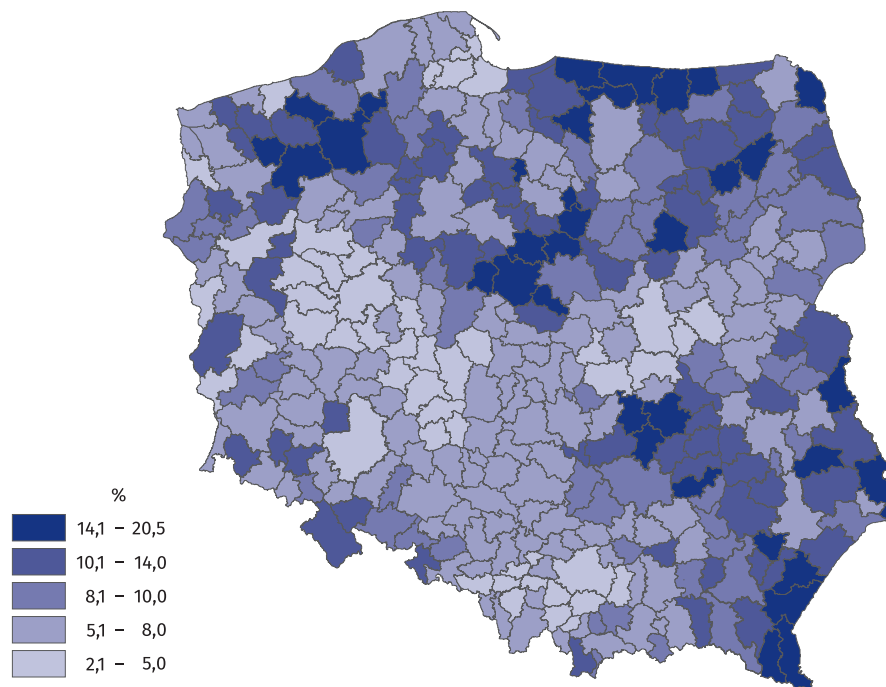 %
14,1 – 20,5
10,1 – 14,0
8,1 – 10,0
5,1 – 8,0
2,1 – 5,0